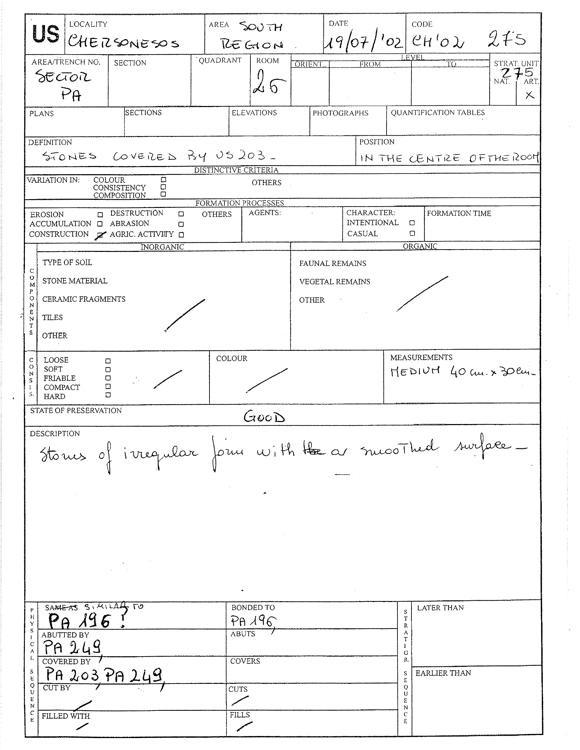 US
LOCALITY
CHERSONESOS
AREA SOUTH
REGION
DATE
19/07/'02
CODE
CH'02 275
AREA/TRENCH NO.
SECTOR
PA
SECTION
QUADRANT
ROOM
26
LEVEL
ORIENT. FROM TO
STRAT. UNIT
275
NAT. ART.
X
PLANS
SECTIONS
ELEVATIONS
PHOTOGRAPHS
QUANTIFICATION TABLES
DEFINITION
STONES COVERED BY US 203 -
POSITION
IN THE CENTRE OF THE ROOM
DISTINCTIVE CRITERIA
VARIATION IN: COLOUR
CONSISTENCY
COMPOSITION
OTHERS
FORMATION PROCESSES
EROSION DESTRUCTION OTHERS
ACCUMULATION ABRASION
CONSTRUCTION AGRIC. ACTIVITY
AGENTS:
CHARACTER:
INTENTIONAL
CASUAL
FORMATION TIME
COMPONENTS
INORGANIC
TYPE OF SOIL
STONE MATERIAL
CERAMIC FRAGMENTS
TILES
OTHER
ORGANIC
FAUNAL REMAINS
VEGETAL REMAINS
OTHER
CONSIS.
LOOSE
SOFT
FRIABLE
COMPACT
HARD
COLOUR
MEASUREMENTS
MEDIUM 40 cm. x 30 cm.
STATE OF PRESERVATION
GOOD
DESCRIPTION
Stones of irregular form with the a smoothed surface -
PHYSICAL SEQUENCE
SAME AS SIMILAR TO
PA 196?
BONDED TO
PA 196,
ABUTTED BY
PA 249,
ABUTS
COVERED BY
PA 203, PA 249,
COVERS
CUT BY
CUTS
FILLED WITH
FILLS
STRATIGR. SEQUENCE
LATER THAN
EARLIER THAN